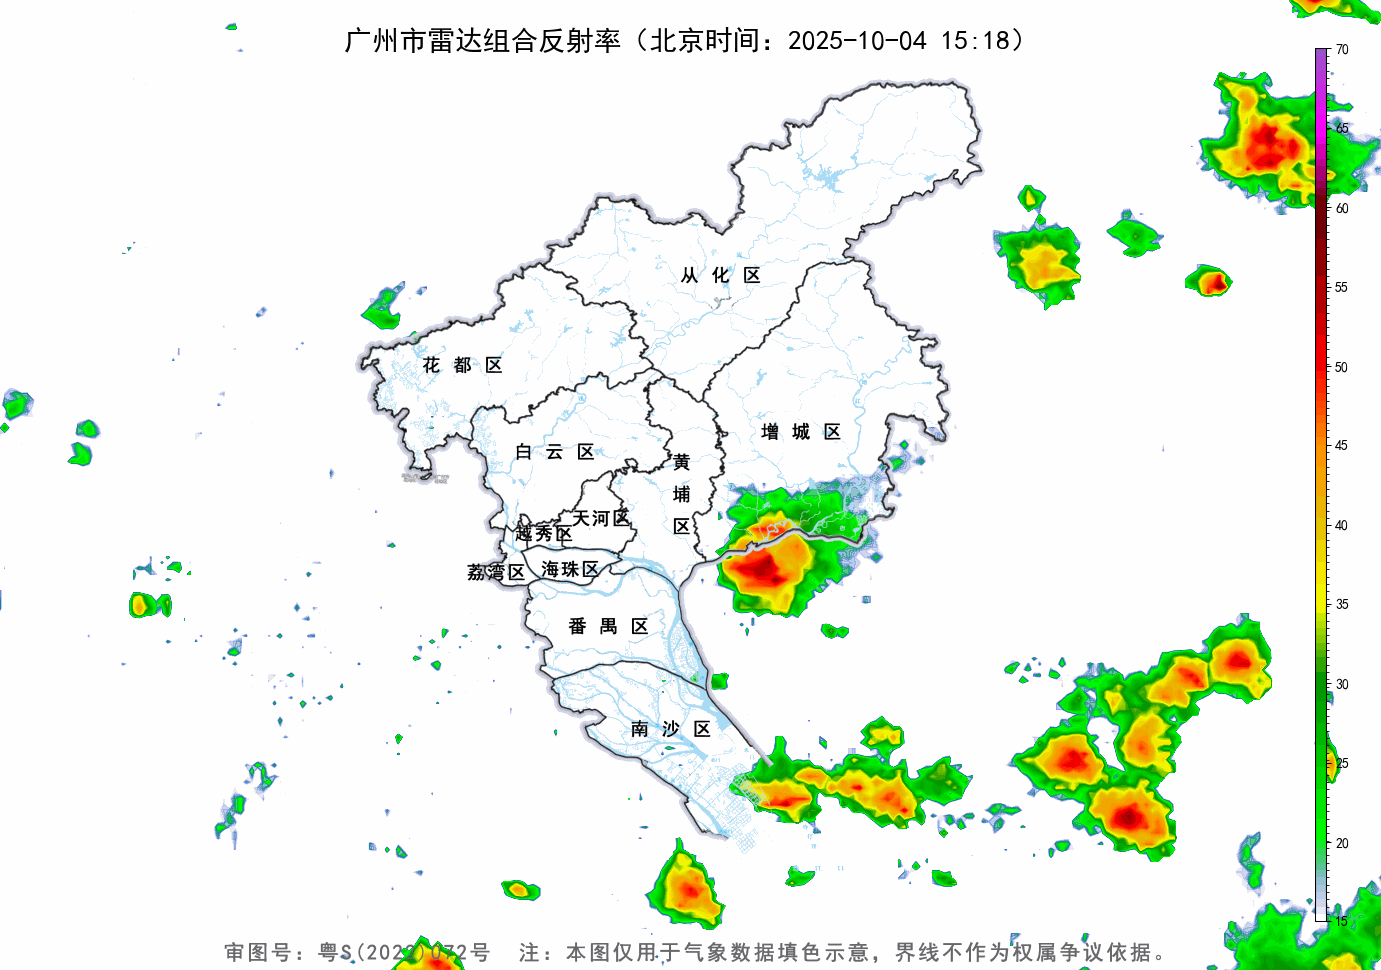 广州市雷达组合反射率（北京时间：2025-10-04 15:18）
70
65
60
55
50
45
40
35
30
25
20
15
从化区
花都区
增城区
白云区
黄埔区
天河区
越秀区
荔湾区
海珠区
番禺区
南沙区
审图号：粤S(2022)072号 注：本图仅用于气象数据填色示意，界线不作为权属争议依据。